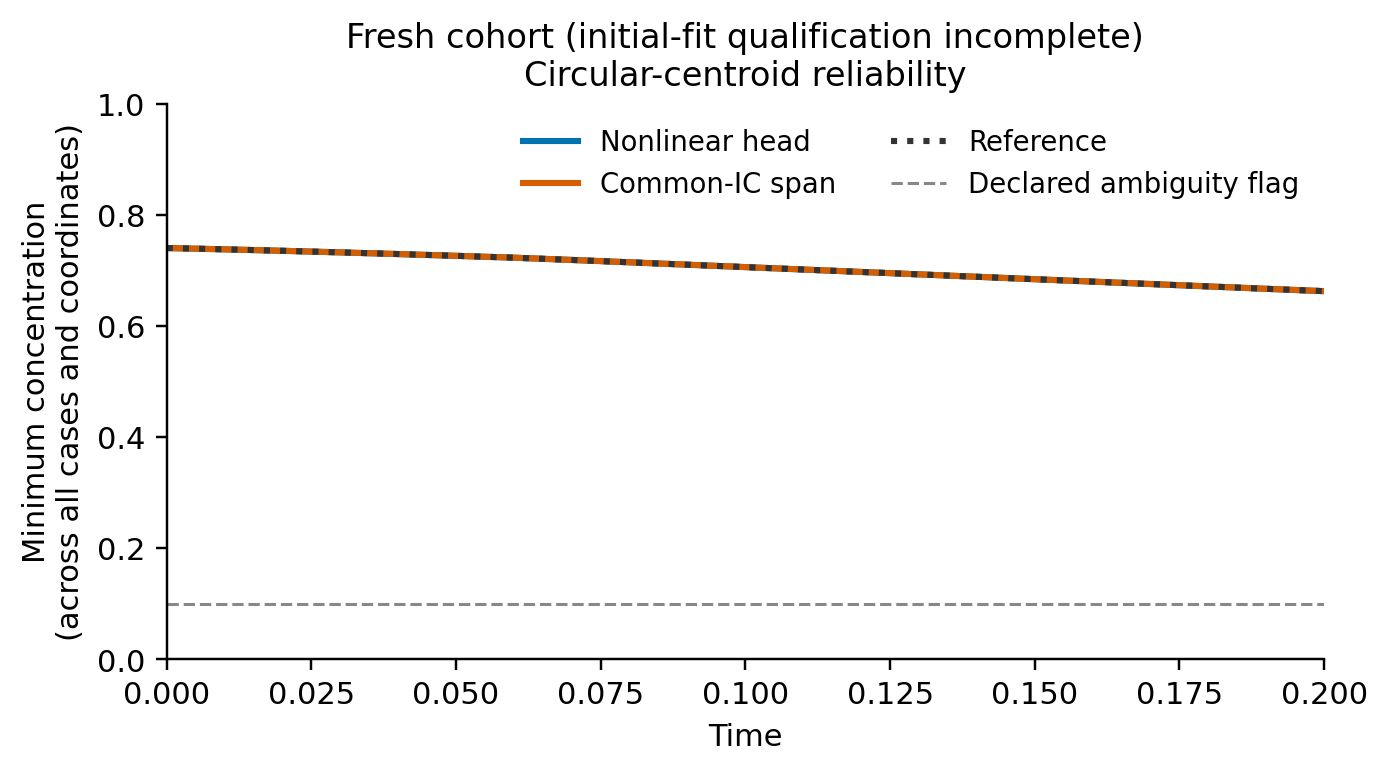 Fresh cohort (initial-fit qualification incomplete)
Circular-centroid reliability
Nonlinear head
Common-IC span
Reference
Declared ambiguity flag
Minimum concentration
(across all cases and coordinates)
1.0
0.8
0.6
0.4
0.2
0.0
0.000 0.025 0.050 0.075 0.100 0.125 0.150 0.175 0.200
Time